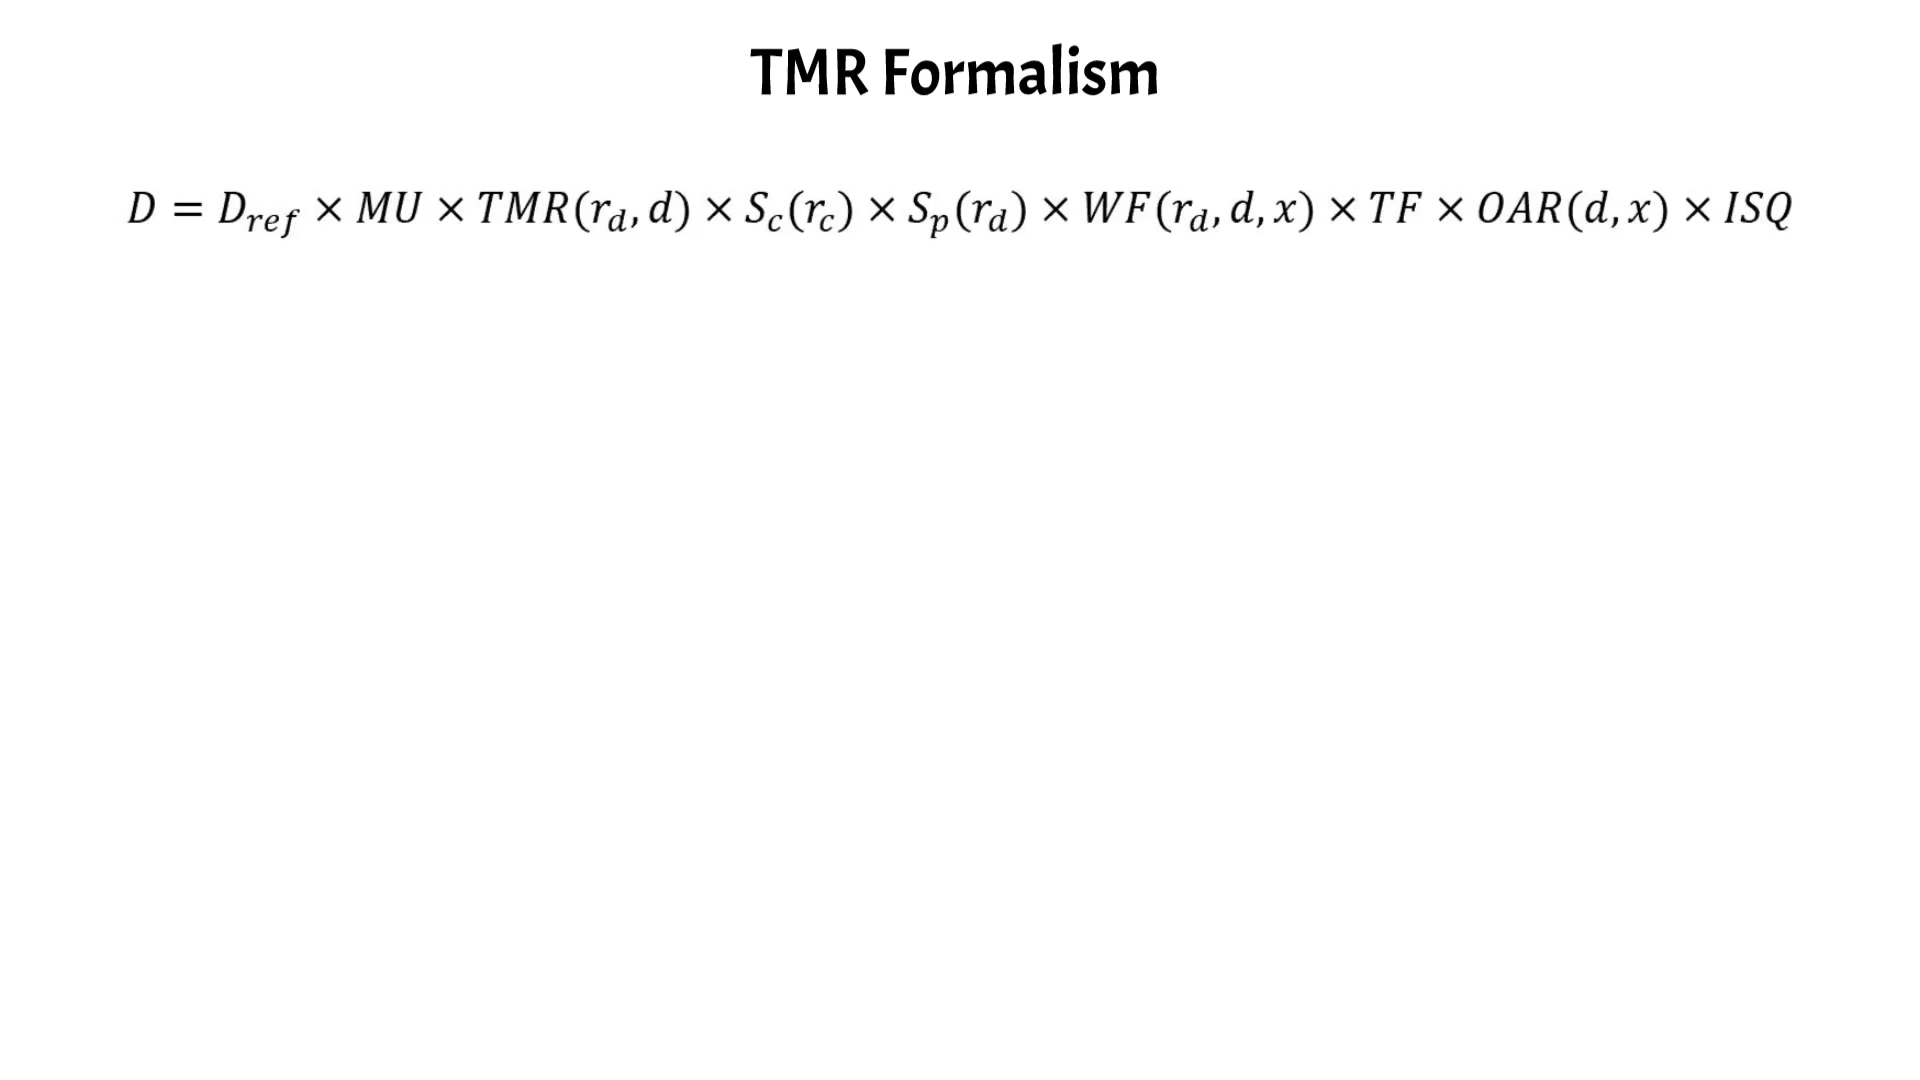 TMR Formalism
D = D_ref × MU × TMR(r_d, d) × S_c(r_c) × S_p(r_d) × WF(r_d, d, x) × TF × OAR(d, x) × ISQ